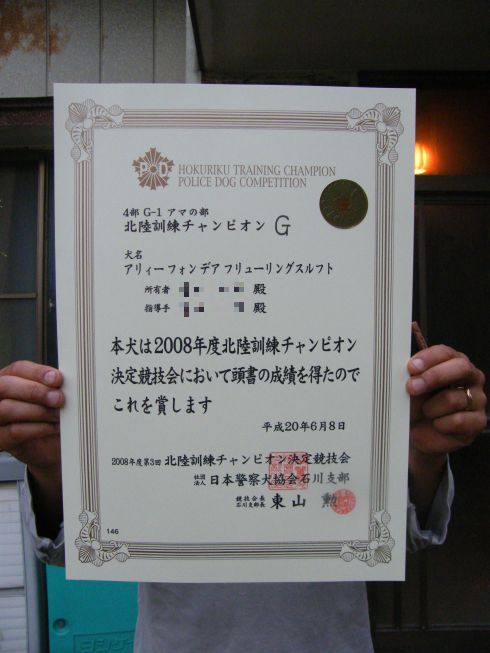 P D
HOKURIKU TRAINING CHAMPION
POLICE DOG COMPETITION
4部 G-1 アマの部
北陸訓練チャンピオン G
犬名
アリィー フォン デア フリューリングスルフト
所有者 殿
指導手 殿
本犬は2008年度北陸訓練チャンピオン
決定競技会において頭書の成績を得たので
これを賞します
平成20年6月8日
2008年度第3回 北陸訓練チャンピオン決定競技会
社団法人 日本警察犬協会石川支部
競技会長
石川支部長 東山 勲
146